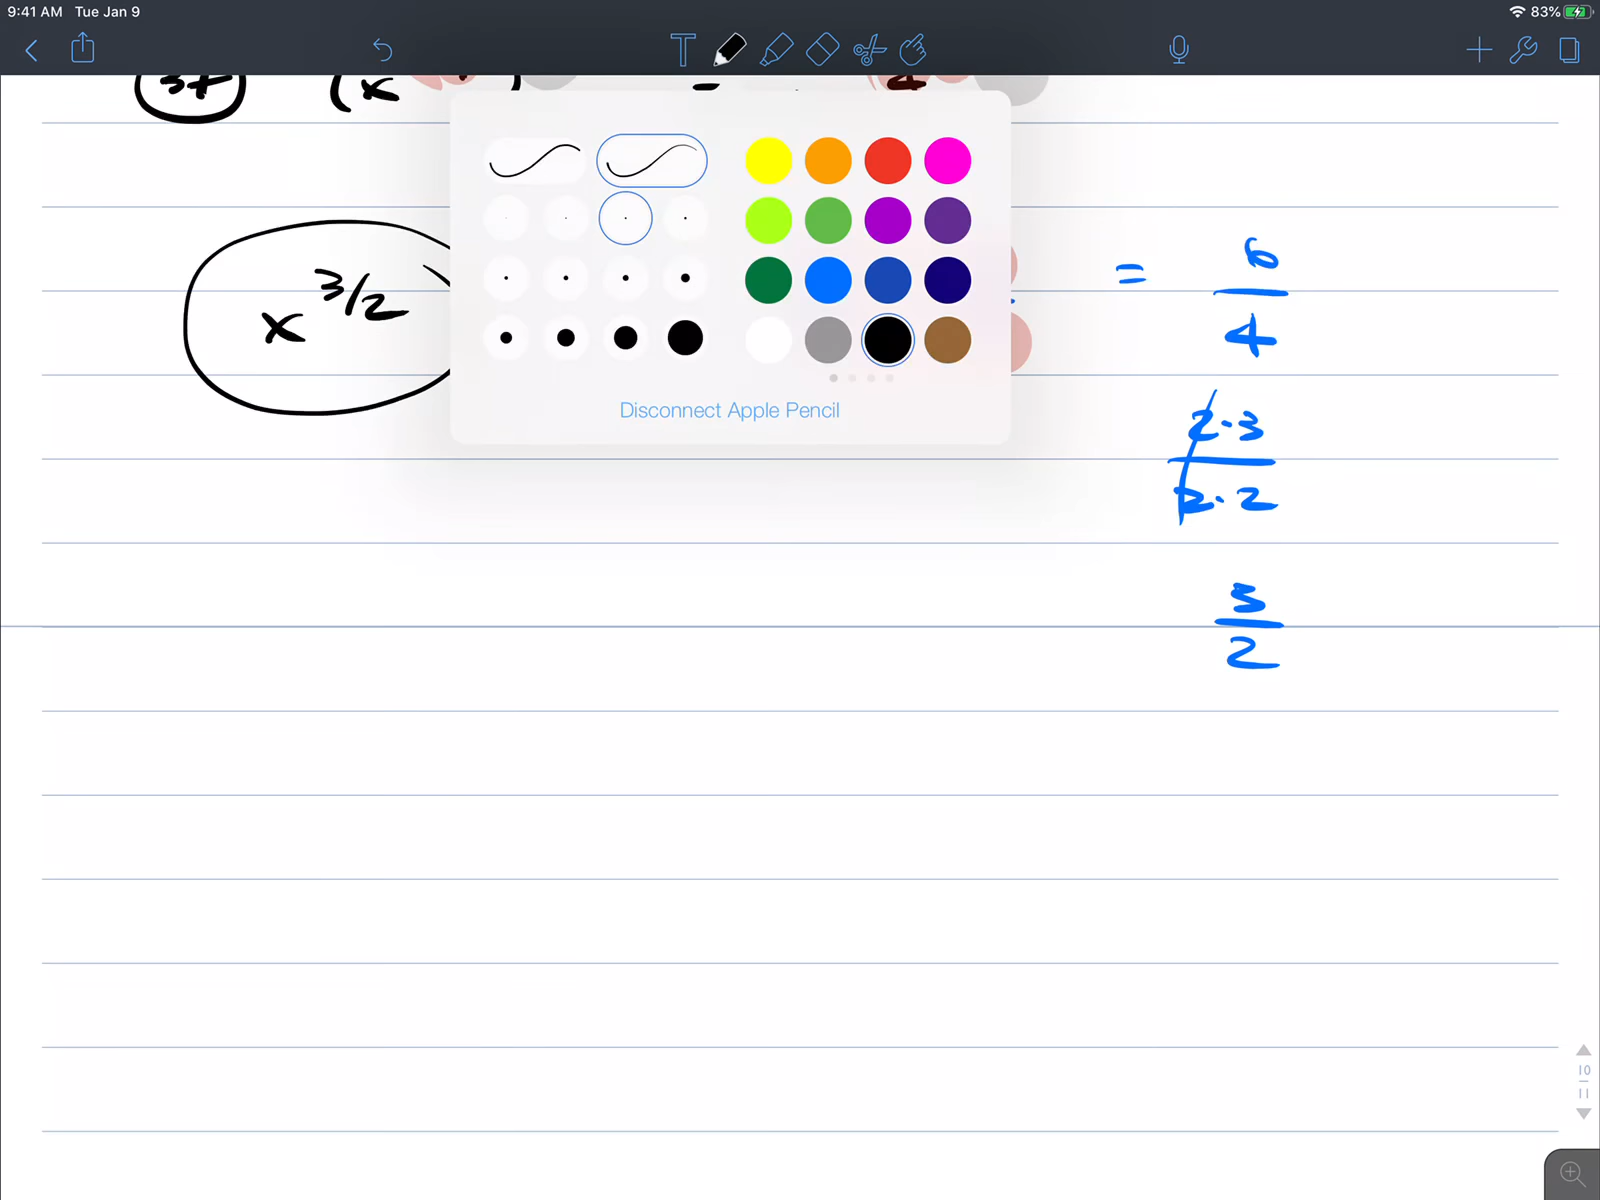 9:41 AM Tue Jan 9
83%
T
37 (x =
x^{3/2}
= 6/4
2·3/2·2
3/2
Disconnect Apple Pencil
10
11